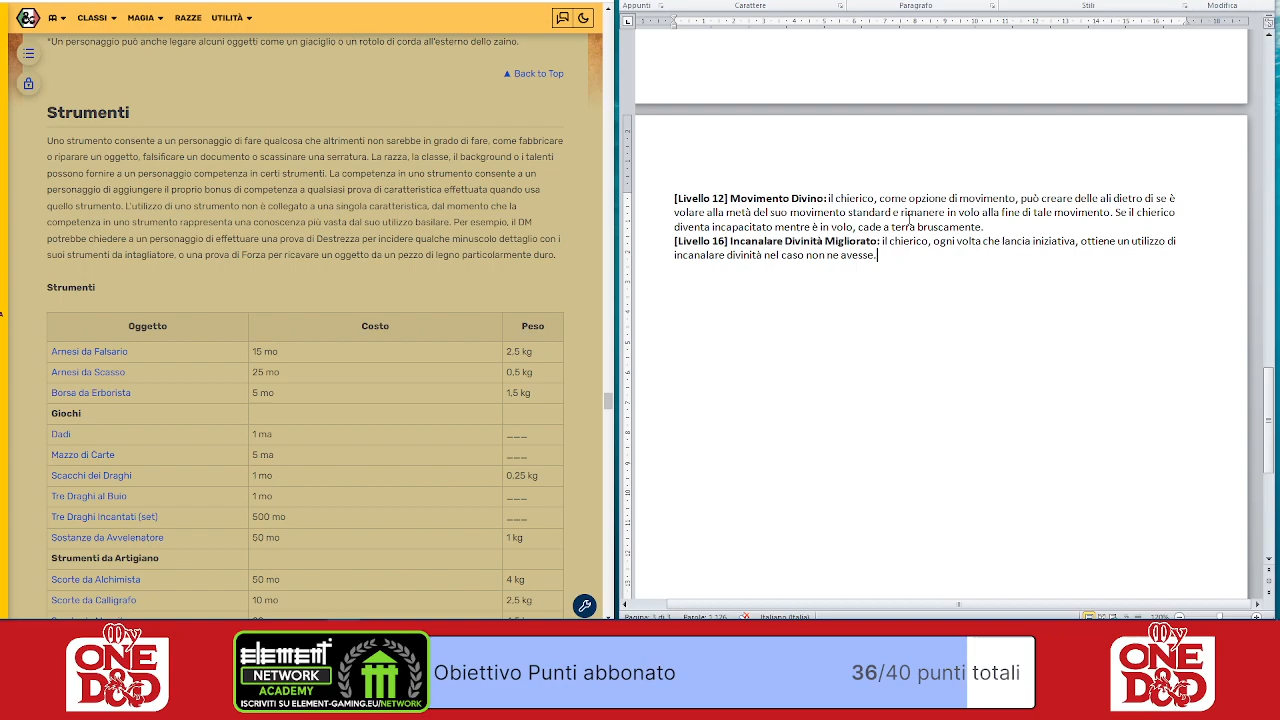 CLASSI MAGIA RAZZE UTILITÀ
*Un personaggio può anche legare alcuni oggetti come un giaciglio o un rotolo di corda all'esterno dello zaino.
▲ Back to Top
Strumenti
Uno strumento consente a un personaggio di fare qualcosa che altrimenti non sarebbe in grado di fare, come fabbricare
o riparare un oggetto, falsificare un documento o scassinare una serratura. La razza, la classe, il background o i talenti
possono fornire a un personaggio competenza in certi strumenti. La competenza in uno strumento consente a un
personaggio di aggiungere il proprio bonus di competenza a qualsiasi prova di caratteristica effettuata quando usa
quello strumento. L'utilizzo di uno strumento non è collegato a una singola caratteristica, dal momento che la
competenza in uno strumento rappresenta una conoscenza più vasta dal suo utilizzo basilare. Per esempio, il DM
potrebbe chiedere a un personaggio di effettuare una prova di Destrezza per incidere qualche minuscolo dettaglio con i
suoi strumenti da intagliatore, o una prova di Forza per ricavare un oggetto da un pezzo di legno particolarmente duro.
Strumenti
Oggetto Costo Peso
Arnesi da Falsario 15 mo 2.5 kg
Arnesi da Scasso 25 mo 0,5 kg
Borsa da Erborista 5 mo 1,5 kg
Giochi
Dadi 1 ma ___
Mazzo di Carte 5 ma ___
Scacchi dei Draghi 1 mo 0,25 kg
Tre Draghi al Buio 1 mo ___
Tre Draghi Incantati (set) 500 mo ___
Sostanze da Avvelenatore 50 mo 1 kg
Strumenti da Artigiano
Scorte da Alchimista 50 mo 4 kg
Scorte da Calligrafo 10 mo 2.5 kg
Appunti Carattere Paragrafo Stili Modifica
[Livello 12] Movimento Divino: il chierico, come opzione di movimento, può creare delle ali dietro di se è
volare alla metà del suo movimento standard e rimanere in volo alla fine di tale movimento. Se il chierico
diventa incapacitato mentre è in volo, cade a terra bruscamente.
[Livello 16] Incanalare Divinità Migliorato: il chierico, ogni volta che lancia iniziativa, ottiene un utilizzo di
incanalare divinità nel caso non ne avesse.
Pagina: 3 di 3 Parole: 1.126 Italiano (Italia) 120%
My ONE D&D
element NETWORK ACADEMY
ISCRIVITI SU ELEMENT-GAMING.EU/NETWORK
Obiettivo Punti abbonato 36/40 punti totali
My ONE D&D